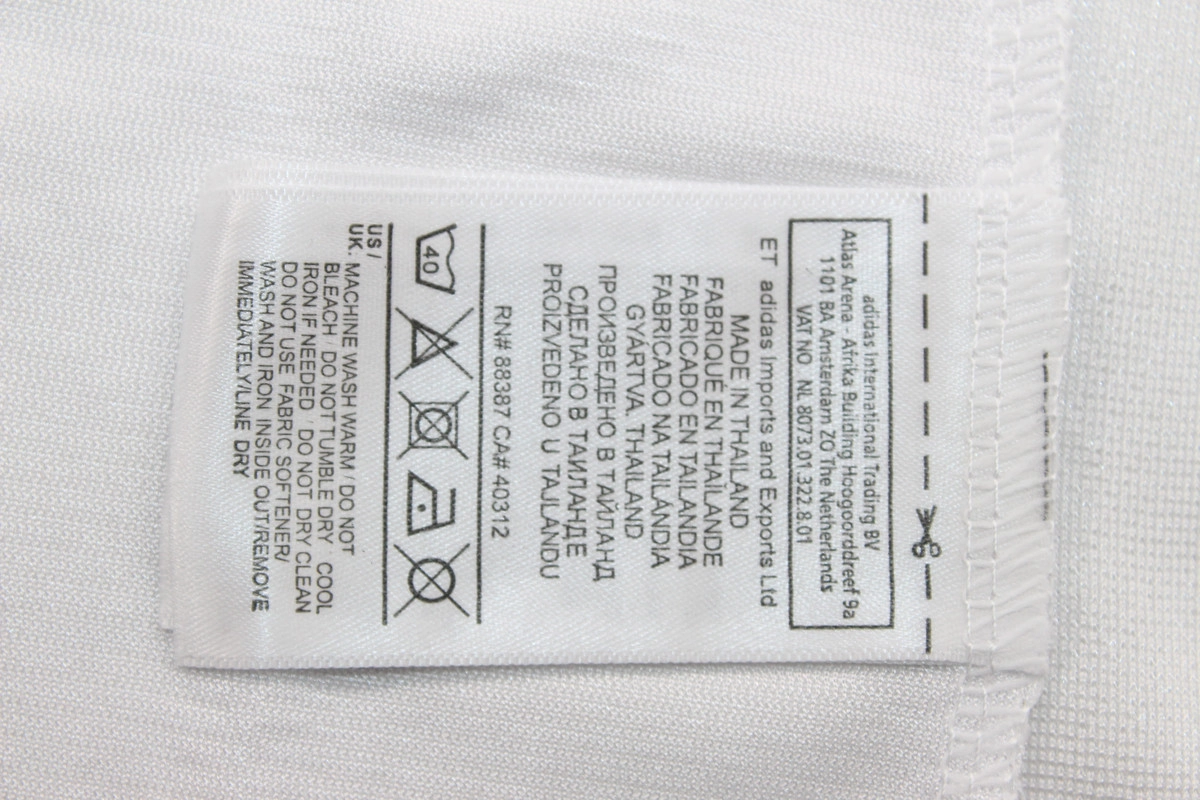 adidas International Trading BV
Atlas Arena - Afrika Building Hoogoorddreef 9a
1101 BA Amsterdam ZO The Netherlands
VAT NO NL 8073.01.322.8.01
ET adidas Imports and Exports Ltd
MADE IN THAILAND
FABRIQUÉ EN THAÏLANDE
FABRICADO EN TAILANDIA
FABRICADO NA TAILÂNDIA
GYÁRTVA. THAILAND
ПРОИЗВЕДЕНО В ТАЙЛАНД
СДЕЛАНО В ТАИЛАНДЕ
PROIZVEDENO U TAJLANDU
RN# 88387 CA# 40312
40
US /
UK. MACHINE WASH WARM / DO NOT
BLEACH / DO NOT TUMBLE DRY / COOL
IRON IF NEEDED / DO NOT DRY CLEAN
DO NOT USE FABRIC SOFTENER/
WASH AND IRON INSIDE OUT/REMOVE
IMMEDIATELY/LINE DRY